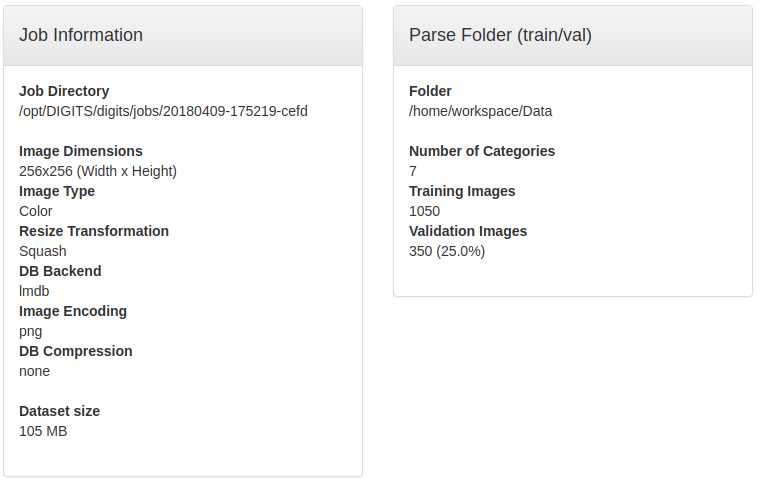 Job Information
Job Directory
/opt/DIGITS/digits/jobs/20180409-175219-cefd
Image Dimensions
256x256 (Width x Height)
Image Type
Color
Resize Transformation
Squash
DB Backend
lmdb
Image Encoding
png
DB Compression
none
Dataset size
105 MB
Parse Folder (train/val)
Folder
/home/workspace/Data
Number of Categories
7
Training Images
1050
Validation Images
350 (25.0%)